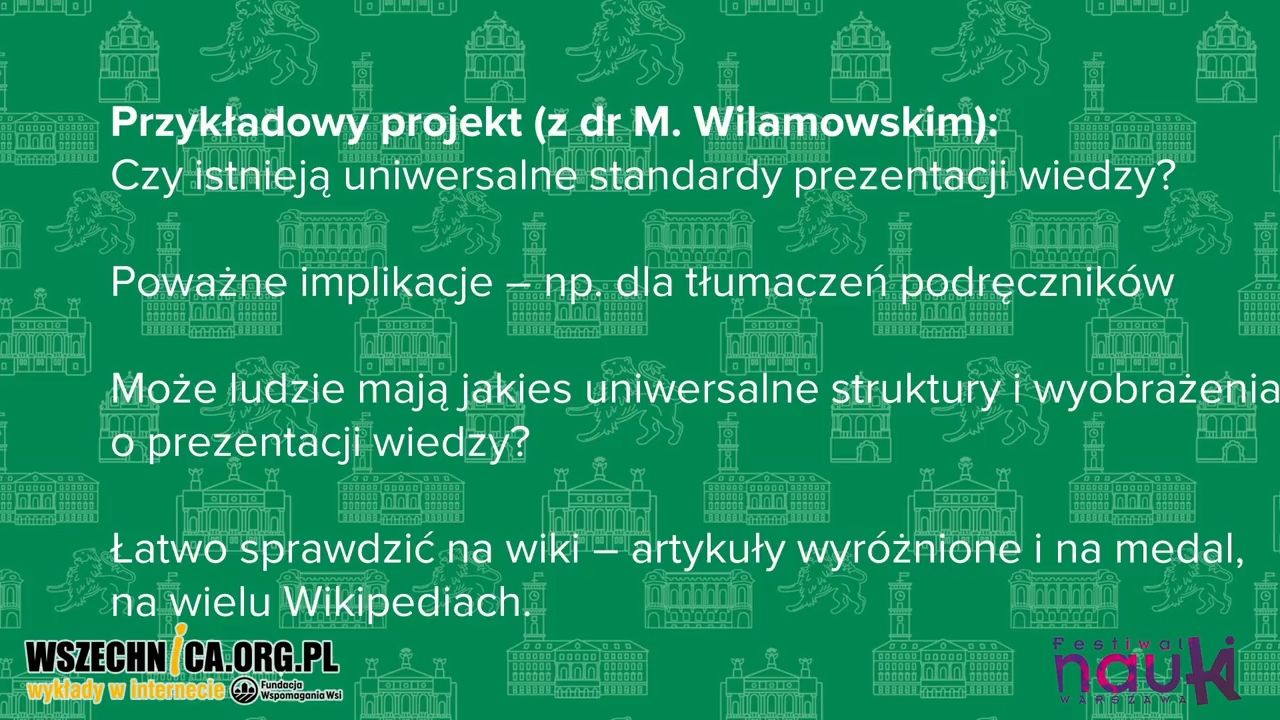 Przykładowy projekt (z dr M. Wilamowskim):
Czy istnieją uniwersalne standardy prezentacji wiedzy?
Poważne implikacje – np. dla tłumaczeń podręczników
Może ludzie mają jakies uniwersalne struktury i wyobrażenia
o prezentacji wiedzy?
Łatwo sprawdzić na wiki – artykuły wyróżnione i na medal,
na wielu Wikipediach.
WSZECHNiCA.ORG.PL
wykłady w internecie
Fundacja
Wspomagania Wsi
Festiwal
nauki
WARSZAWA